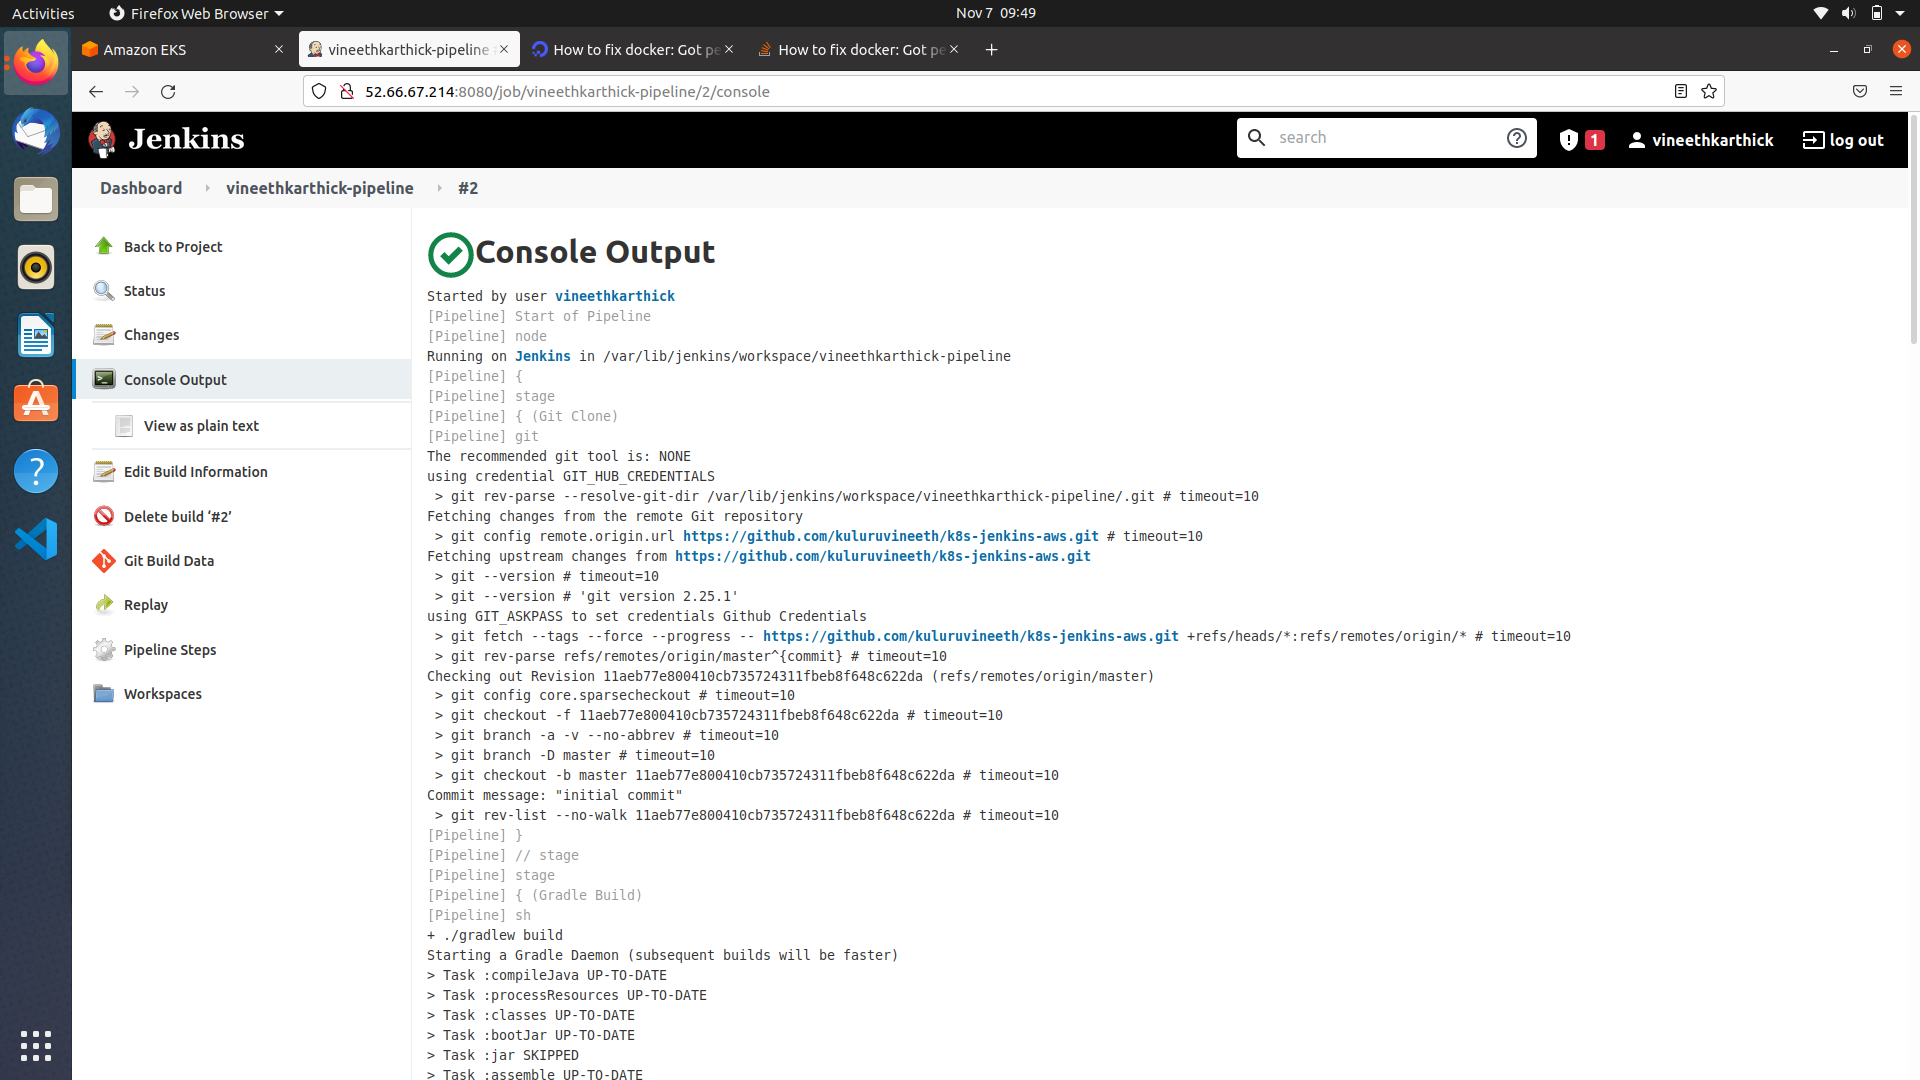 Activities
Firefox Web Browser
Nov 7 09:49
Amazon EKS
vineethkarthick-pipeline
How to fix docker: Got pe
How to fix docker: Got pe
52.66.67.214:8080/job/vineethkarthick-pipeline/2/console
Jenkins
search
1
vineethkarthick
log out
Dashboard
vineethkarthick-pipeline
#2
Back to Project
Status
Changes
Console Output
View as plain text
Edit Build Information
Delete build ‘#2’
Git Build Data
Replay
Pipeline Steps
Workspaces
Console Output
Started by user vineethkarthick
[Pipeline] Start of Pipeline
[Pipeline] node
Running on Jenkins in /var/lib/jenkins/workspace/vineethkarthick-pipeline
[Pipeline] {
[Pipeline] stage
[Pipeline] { (Git Clone)
[Pipeline] git
The recommended git tool is: NONE
using credential GIT_HUB_CREDENTIALS
> git rev-parse --resolve-git-dir /var/lib/jenkins/workspace/vineethkarthick-pipeline/.git # timeout=10
Fetching changes from the remote Git repository
> git config remote.origin.url https://github.com/kuluruvineeth/k8s-jenkins-aws.git # timeout=10
Fetching upstream changes from https://github.com/kuluruvineeth/k8s-jenkins-aws.git
> git --version # timeout=10
> git --version # 'git version 2.25.1'
using GIT_ASKPASS to set credentials Github Credentials
> git fetch --tags --force --progress -- https://github.com/kuluruvineeth/k8s-jenkins-aws.git +refs/heads/*:refs/remotes/origin/* # timeout=10
> git rev-parse refs/remotes/origin/master^{commit} # timeout=10
Checking out Revision 11aeb77e800410cb735724311fbeb8f648c622da (refs/remotes/origin/master)
> git config core.sparsecheckout # timeout=10
> git checkout -f 11aeb77e800410cb735724311fbeb8f648c622da # timeout=10
> git branch -a -v --no-abbrev # timeout=10
> git branch -D master # timeout=10
> git checkout -b master 11aeb77e800410cb735724311fbeb8f648c622da # timeout=10
Commit message: "initial commit"
> git rev-list --no-walk 11aeb77e800410cb735724311fbeb8f648c622da # timeout=10
[Pipeline] }
[Pipeline] // stage
[Pipeline] stage
[Pipeline] { (Gradle Build)
[Pipeline] sh
+ ./gradlew build
Starting a Gradle Daemon (subsequent builds will be faster)
> Task :compileJava UP-TO-DATE
> Task :processResources UP-TO-DATE
> Task :classes UP-TO-DATE
> Task :bootJar UP-TO-DATE
> Task :jar SKIPPED
> Task :assemble UP-TO-DATE